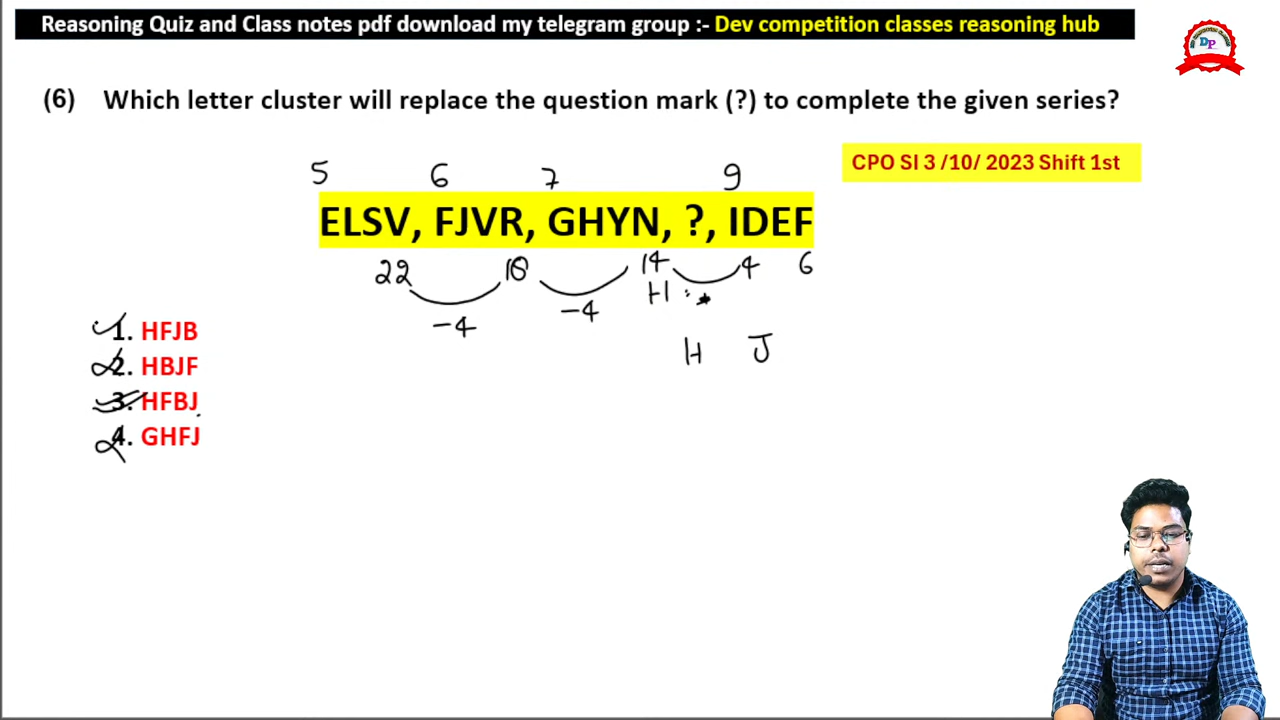 Reasoning Quiz and Class notes pdf download my telegram group :- Dev competition classes reasoning hub
DP
(6) Which letter cluster will replace the question mark (?) to complete the given series?
CPO SI 3 /10/ 2023 Shift 1st
5 6 7 9
ELSV, FJVR, GHYN, ?, IDEF
22 18 14 4 6
-4 -4
H
H J
1. HFJB
2. HBJF
3. HFBJ
4. GHFJ